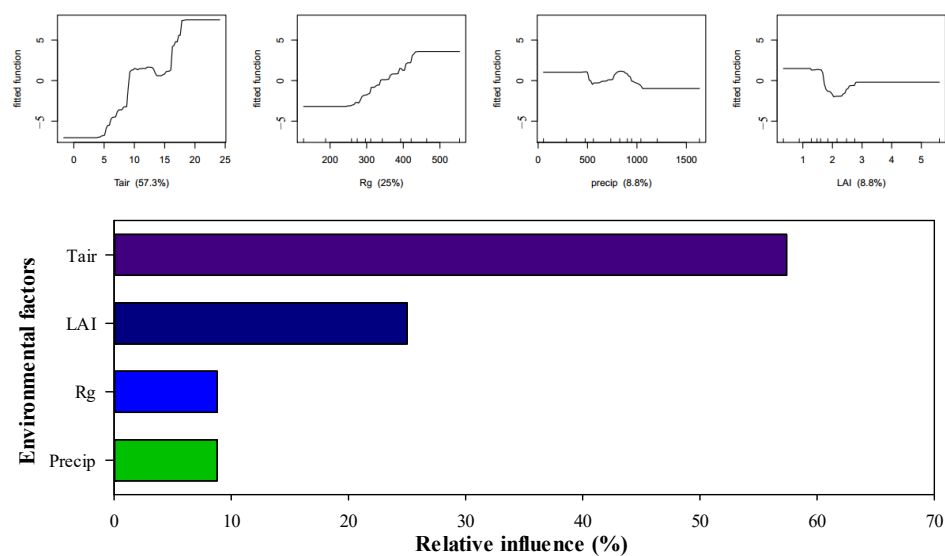 fitted function
5
0
−5
0 5 10 15 20 25
Tair (57.3%)
fitted function
5
0
−5
200 300 400 500
Rg (25%)
fitted function
5
0
−5
0 500 1000 1500
precip (8.8%)
fitted function
5
0
−5
1 2 3 4 5
LAI (8.8%)
Environmental factors
Tair
LAI
Rg
Precip
0 10 20 30 40 50 60 70
Relative influence (%)